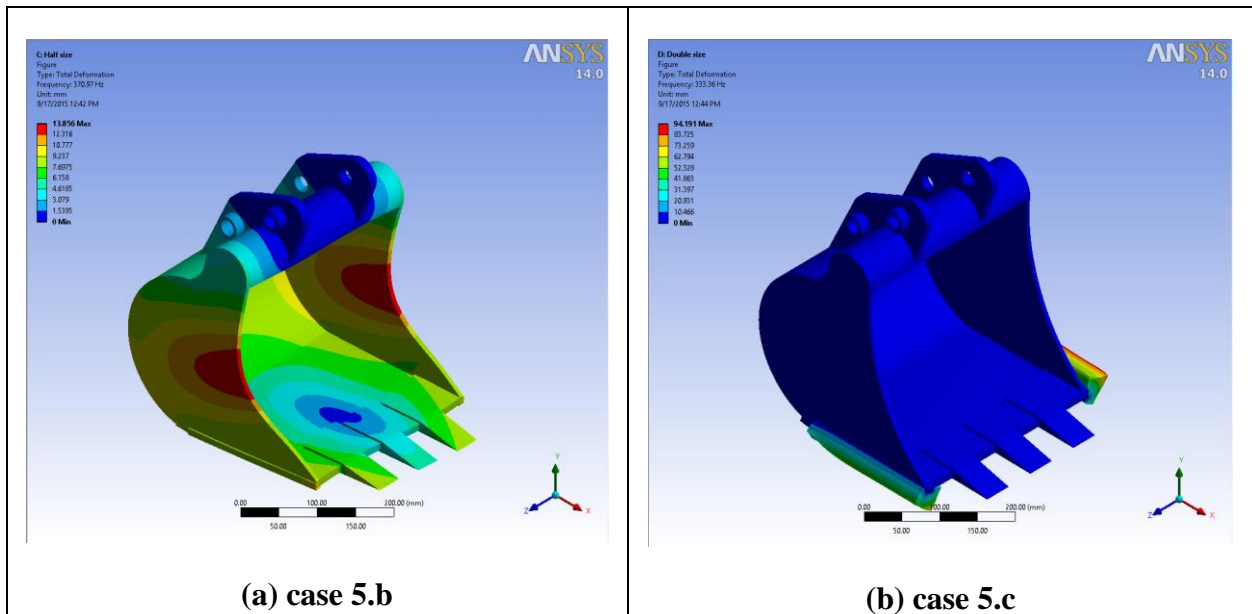 C: Half size
Figure
Type: Total Deformation
Frequency: 370.97 Hz
Unit: mm
9/17/2015 12:42 PM
13.856 Max
12.316
10.777
9.237
7.6975
6.158
4.6185
3.079
1.5395
0 Min
ANSYS
14.0
0.00 100.00 200.00 (mm)
50.00 150.00
Y
Z X
(a) case 5.b
D: Double size
Figure
Type: Total Deformation
Frequency: 333.36 Hz
Unit: mm
9/17/2015 12:44 PM
94.191 Max
83.725
73.259
62.794
52.328
41.863
31.397
20.931
10.466
0 Min
ANSYS
14.0
0.00 100.00 200.00 (mm)
50.00 150.00
Y
Z X
(b) case 5.c